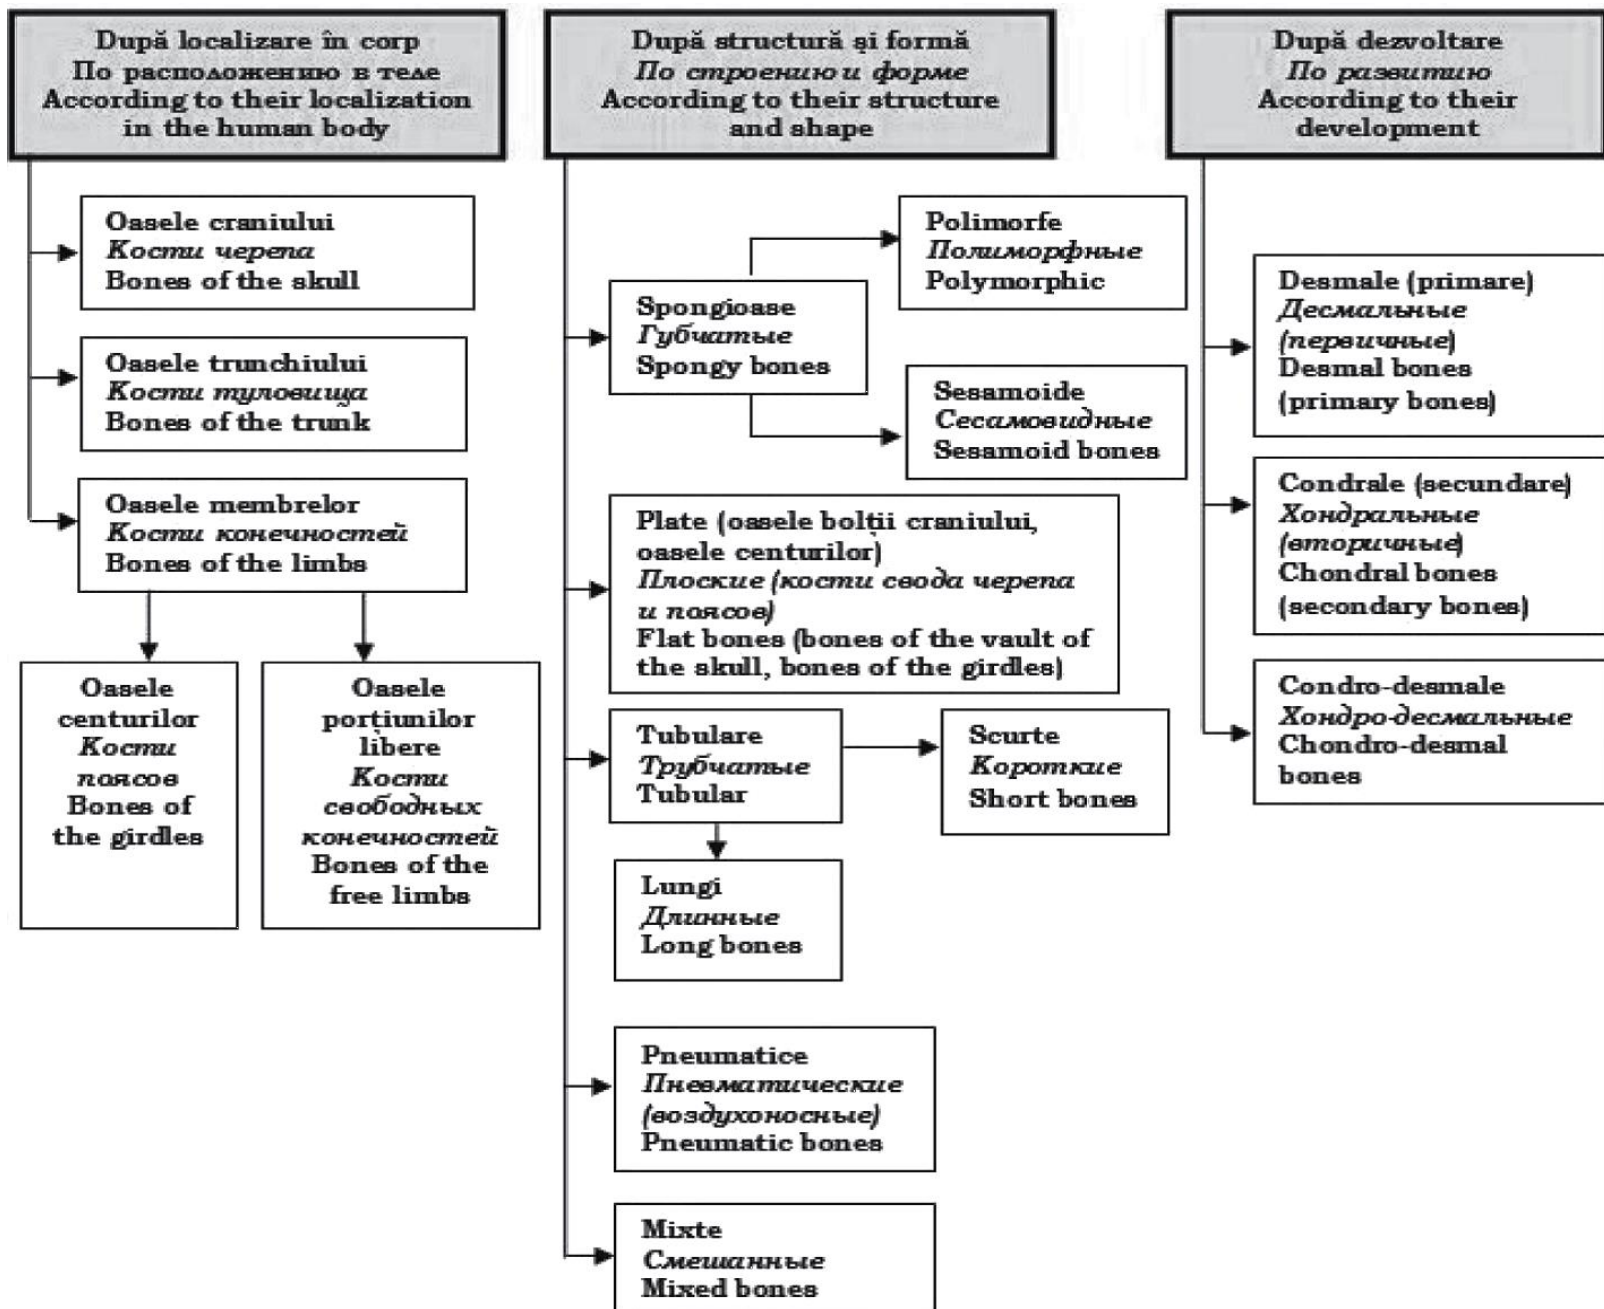 După localizare în corp
По расположению в теле
According to their localization
in the human body
Oasele craniului
Кости черепа
Bones of the skull
Oasele trunchiului
Кости туловища
Bones of the trunk
Oasele membrelor
Кости конечностей
Bones of the limbs
Oasele
centurilor
Кости
поясов
Bones of
the girdles
Oasele
porțiunilor
libere
Кости
свободных
конечностей
Bones of the
free limbs
După structură și formă
По строению и форме
According to their structure
and shape
Spongioase
Губчатые
Spongy bones
Polimorfe
Полиморфные
Polymorphic
Sesamoide
Сесамовидные
Sesamoid bones
Plate (oasele bolții craniului,
oasele centurilor)
Плоские (кости свода черепа
и поясов)
Flat bones (bones of the vault of
the skull, bones of the girdles)
Tubulare
Трубчатые
Tubular
Scurte
Короткие
Short bones
Lungi
Длинные
Long bones
Pneumatice
Пневматические
(воздухоносные)
Pneumatic bones
Mixte
Смешанные
Mixed bones
După dezvoltare
По развитию
According to their
development
Desmale (primare)
Десмальные
(первичные)
Desmal bones
(primary bones)
Condrale (secundare)
Хондральные
(вторичные)
Chondral bones
(secondary bones)
Condro-desmale
Хондро-десмальные
Chondro-desmal
bones